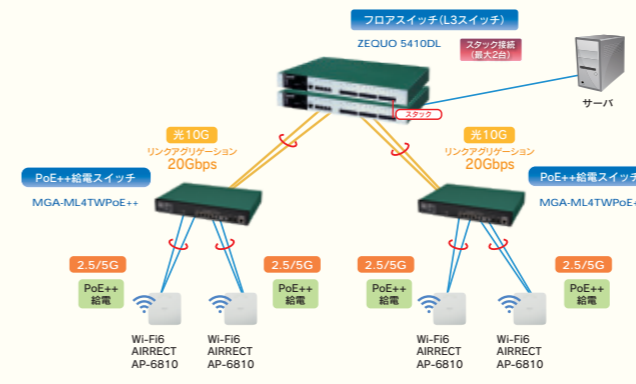 フロアスイッチ(L3スイッチ)
ZEQUO 5410DL
スタック接続
(最大2台)
サーバ
スタック
光10G
リンクアグリゲーション
20Gbps
光10G
リンクアグリゲーション
20Gbps
PoE++給電スイッチ
MGA-ML4TWPoE++
PoE++給電スイッチ
MGA-ML4TWPoE+
2.5/5G
2.5/5G
2.5/5G
2.5/5G
PoE++
給電
PoE++
給電
PoE++
給電
PoE++
給電
Wi-Fi6
AIRRECT
AP-6810
Wi-Fi6
AIRRECT
AP-6810
Wi-Fi6
AIRRECT
AP-6810
Wi-Fi6
AIRRECT
AP-6810